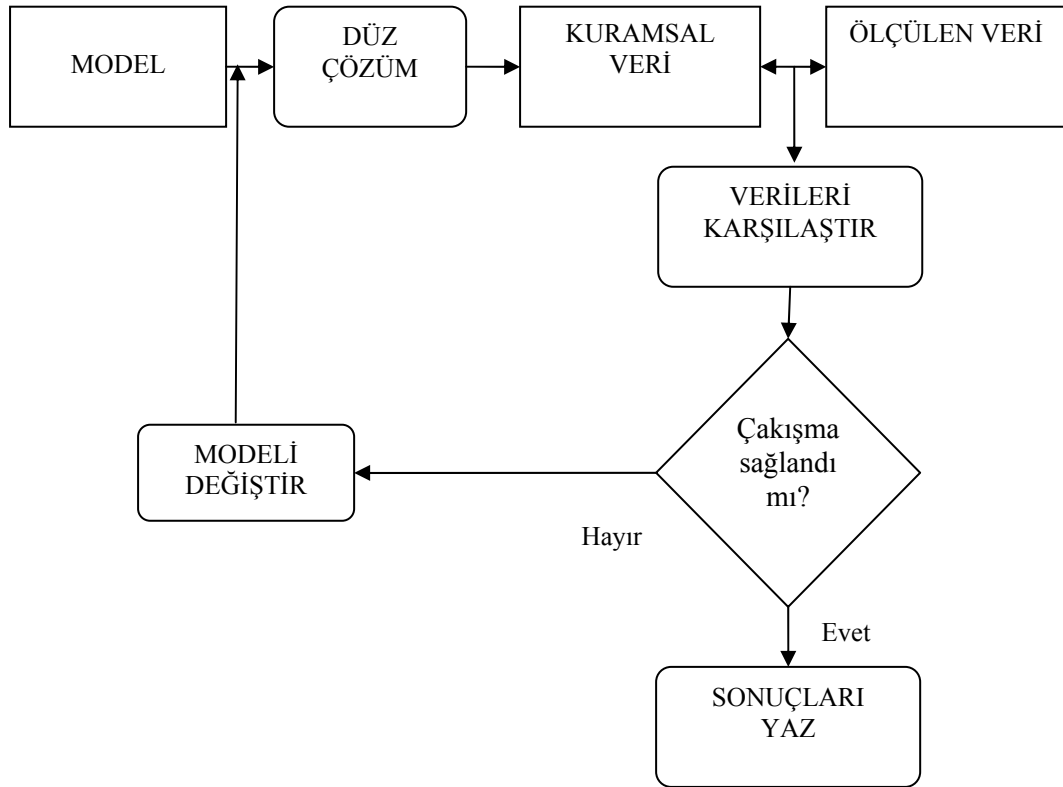 MODEL
DÜZ
ÇÖZÜM
KURAMSAL
VERİ
ÖLÇÜLEN VERİ
VERİLERİ
KARŞILAŞTIR
Çakışma
sağlandı
mı?
MODELİ
DEĞİŞTİR
Hayır
Evet
SONUÇLARI
YAZ